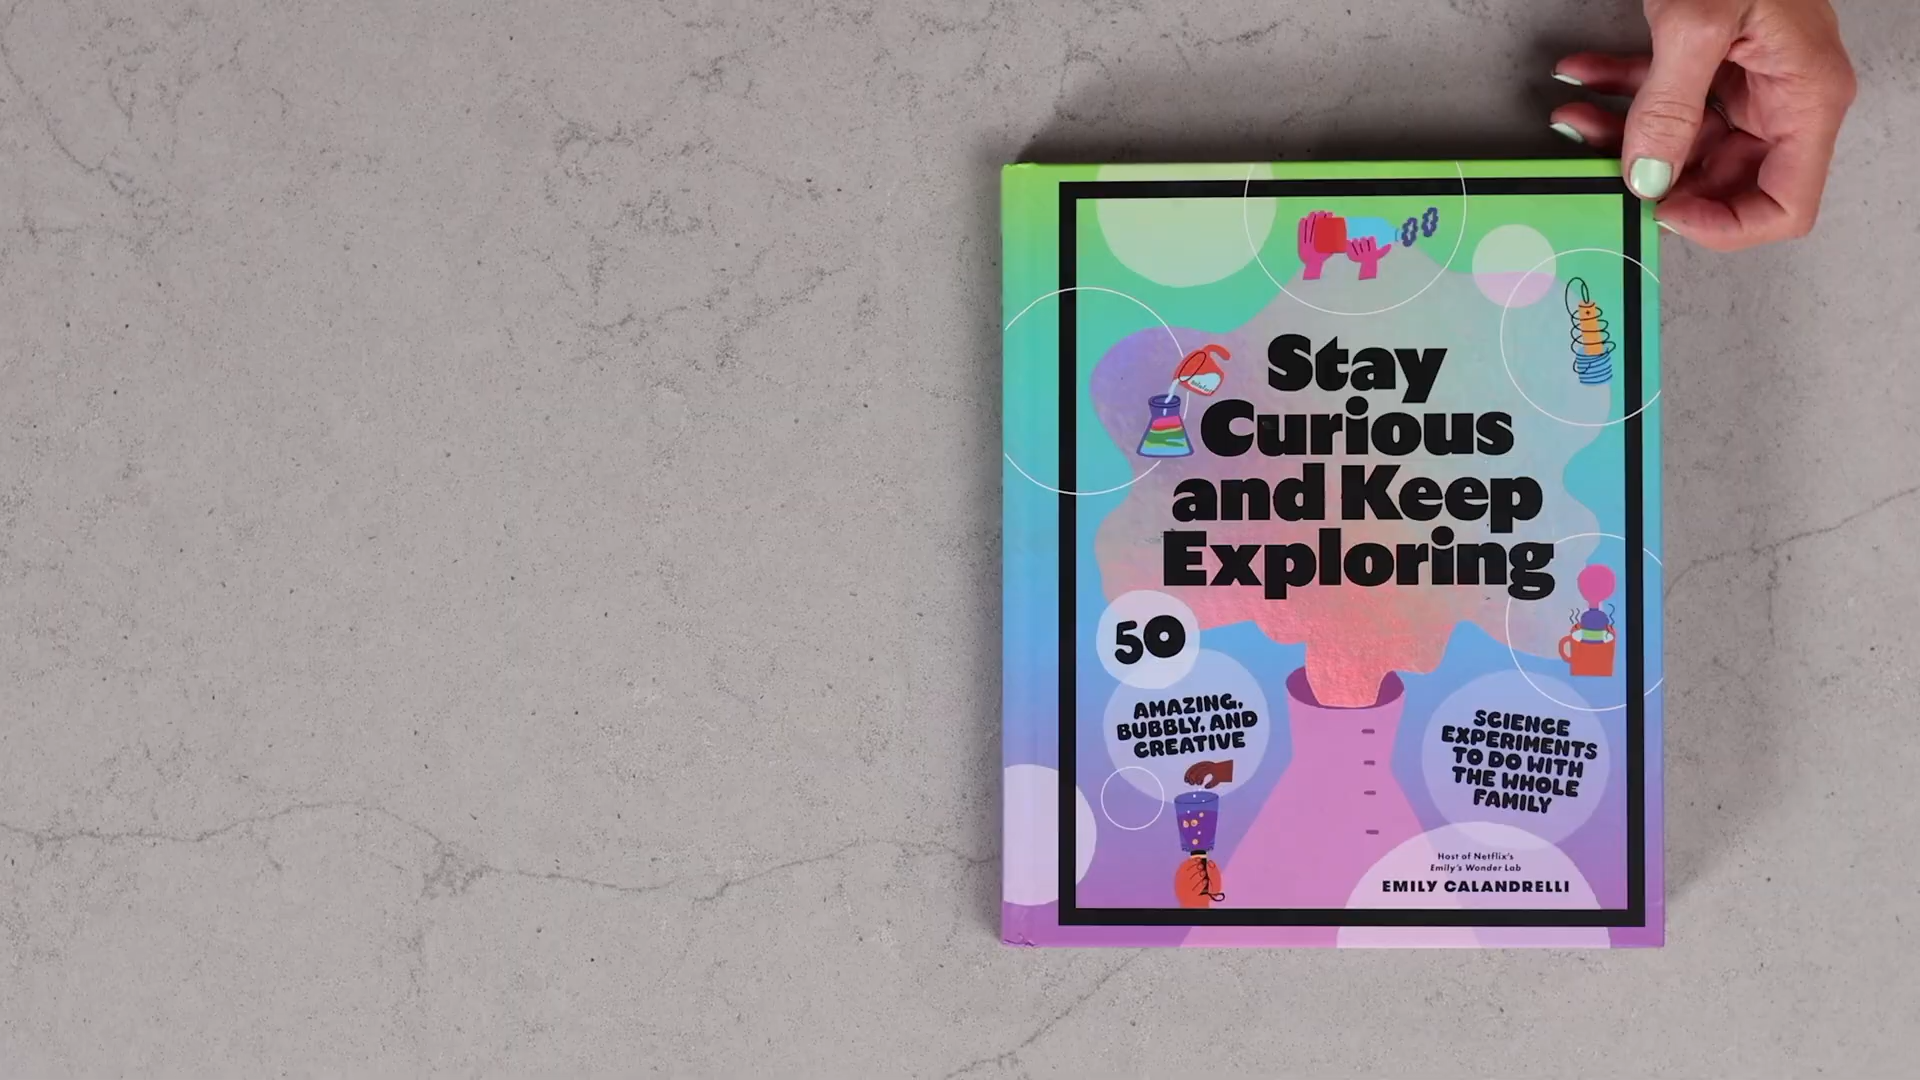 Stay
Curious
and Keep
Exploring
50
AMAZING,
BUBBLY, AND
CREATIVE
SCIENCE
EXPERIMENTS
TO DO WITH
THE WHOLE
FAMILY
Host of Netflix's
Emily's Wonder Lab
EMILY CALANDRELLI